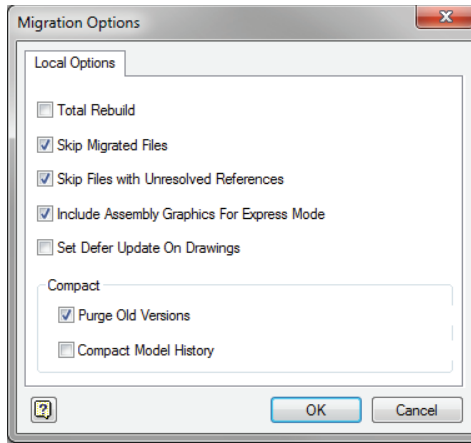 Migration Options
Local Options
Total Rebuild
Skip Migrated Files
Skip Files with Unresolved References
Include Assembly Graphics For Express Mode
Set Defer Update On Drawings
Compact
Purge Old Versions
Compact Model History
?
OK
Cancel